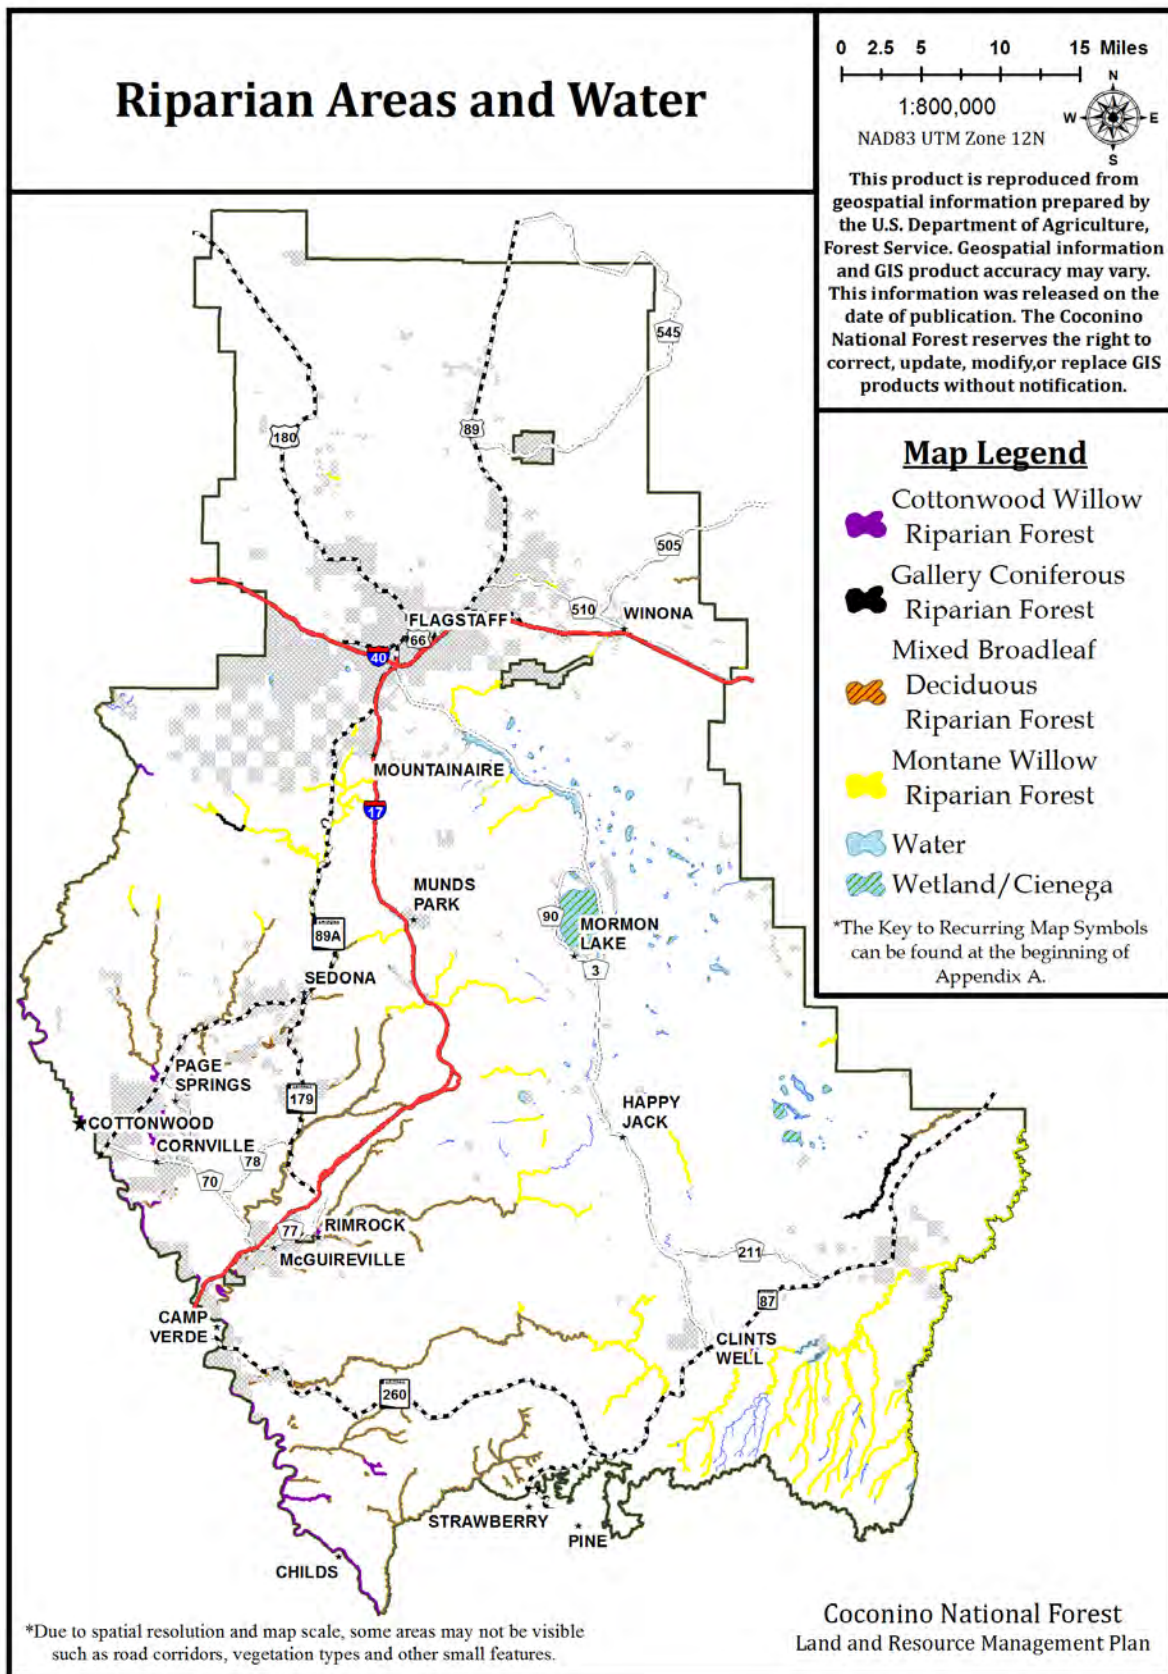 Riparian Areas and Water
0 2.5 5 10 15 Miles
1:800,000
NAD83 UTM Zone 12N
N
W E
S
This product is reproduced from
geospatial information prepared by
the U.S. Department of Agriculture,
Forest Service. Geospatial information
and GIS product accuracy may vary.
This information was released on the
date of publication. The Coconino
National Forest reserves the right to
correct, update, modify,or replace GIS
products without notification.
Map Legend
Cottonwood Willow
Riparian Forest
Gallery Coniferous
Riparian Forest
Mixed Broadleaf
Deciduous
Riparian Forest
Montane Willow
Riparian Forest
Water
Wetland/Cienega
*The Key to Recurring Map Symbols
can be found at the beginning of
Appendix A.
545
180
89
505
510
WINONA
FLAGSTAFF
66
40
MOUNTAINAIRE
17
MUNDS
PARK
90
MORMON
LAKE
89A
3
SEDONA
PAGE
SPRINGS
179
HAPPY
JACK
COTTONWOOD
CORNVILLE
78
70
RIMROCK
77
McGUIREVILLE
211
87
CAMP
VERDE
CLINTS
WELL
260
STRAWBERRY
PINE
CHILDS
*Due to spatial resolution and map scale, some areas may not be visible
such as road corridors, vegetation types and other small features.
Coconino National Forest
Land and Resource Management Plan